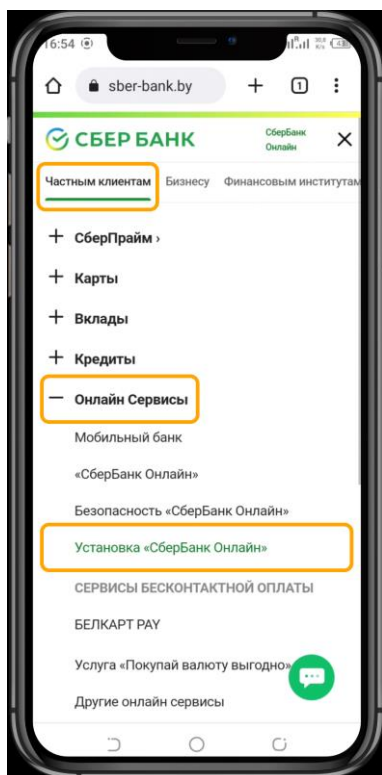 16:54
sber-bank.by
1
СБЕР БАНК
СберБанк
Онлайн
Частным клиентам Бизнесу Финансовым институтам
СберПрайм ›
Карты
Вклады
Кредиты
Онлайн Сервисы
Мобильный банк
«СберБанк Онлайн»
Безопасность «СберБанк Онлайн»
Установка «СберБанк Онлайн»
СЕРВИСЫ БЕСКОНТАКТНОЙ ОПЛАТЫ
БЕЛКАРТ PAY
Услуга «Покупай валюту выгодно»
Другие онлайн сервисы